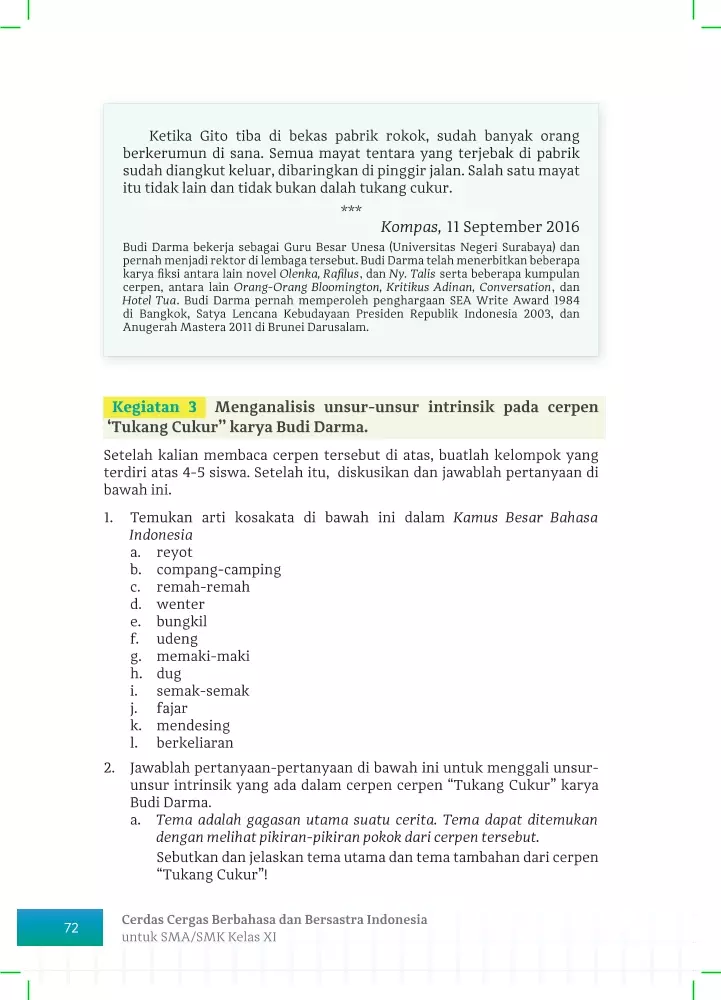 Ketika Gito tiba di bekas pabrik rokok, sudah banyak orang
berkerumun di sana. Semua mayat tentara yang terjebak di pabrik
sudah diangkut keluar, dibaringkan di pinggir jalan. Salah satu mayat
itu tidak lain dan tidak bukan dalah tukang cukur.
***
Kompas, 11 September 2016
Budi Darma bekerja sebagai Guru Besar Unesa (Universitas Negeri Surabaya) dan
pernah menjadi rektor di lembaga tersebut. Budi Darma telah menerbitkan beberapa
karya fiksi antara lain novel Olenka, Rafilus, dan Ny. Talis serta beberapa kumpulan
cerpen, antara lain Orang-Orang Bloomington, Kritikus Adinan, Conversation, dan
Hotel Tua. Budi Darma pernah memperoleh penghargaan SEA Write Award 1984
di Bangkok, Satya Lencana Kebudayaan Presiden Republik Indonesia 2003, dan
Anugerah Mastera 2011 di Brunei Darusalam.
Kegiatan 3 Menganalisis unsur-unsur intrinsik pada cerpen
‘Tukang Cukur” karya Budi Darma.
Setelah kalian membaca cerpen tersebut di atas, buatlah kelompok yang
terdiri atas 4-5 siswa. Setelah itu, diskusikan dan jawablah pertanyaan di
bawah ini.
1. Temukan arti kosakata di bawah ini dalam Kamus Besar Bahasa
Indonesia
a. reyot
b. compang-camping
c. remah-remah
d. wenter
e. bungkil
f. udeng
g. memaki-maki
h. dug
i. semak-semak
j. fajar
k. mendesing
l. berkeliaran
2. Jawablah pertanyaan-pertanyaan di bawah ini untuk menggali unsur-
unsur intrinsik yang ada dalam cerpen cerpen “Tukang Cukur” karya
Budi Darma.
a. Tema adalah gagasan utama suatu cerita. Tema dapat ditemukan
dengan melihat pikiran-pikiran pokok dari cerpen tersebut.
Sebutkan dan jelaskan tema utama dan tema tambahan dari cerpen
“Tukang Cukur”!
72
Cerdas Cergas Berbahasa dan Bersastra Indonesia
untuk SMA/SMK Kelas XI